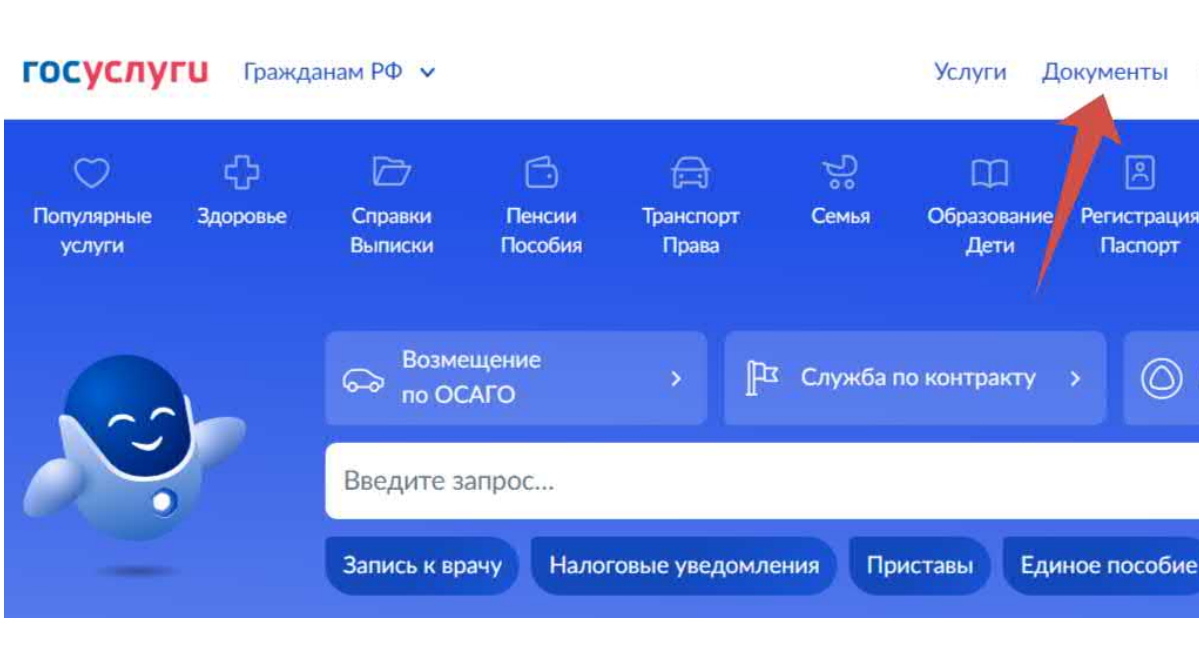 госуслуги Гражданам РФ Услуги Документы
Популярные услуги
Здоровье
Справки Выписки
Пенсии Пособия
Транспорт Права
Семья
Образование Дети
Регистрация Паспорт
Возмещение
по ОСАГО
Служба по контракту
Введите запрос...
Запись к врачу Налоговые уведомления Приставы Единое пособие